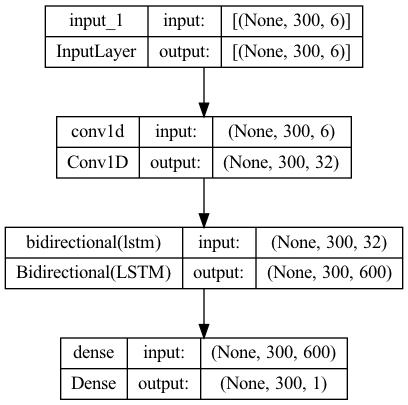 input_1 input: [(None, 300, 6)]
InputLayer output: [(None, 300, 6)]
conv1d input: (None, 300, 6)
Conv1D output: (None, 300, 32)
bidirectional(lstm) input: (None, 300, 32)
Bidirectional(LSTM) output: (None, 300, 600)
dense input: (None, 300, 600)
Dense output: (None, 300, 1)